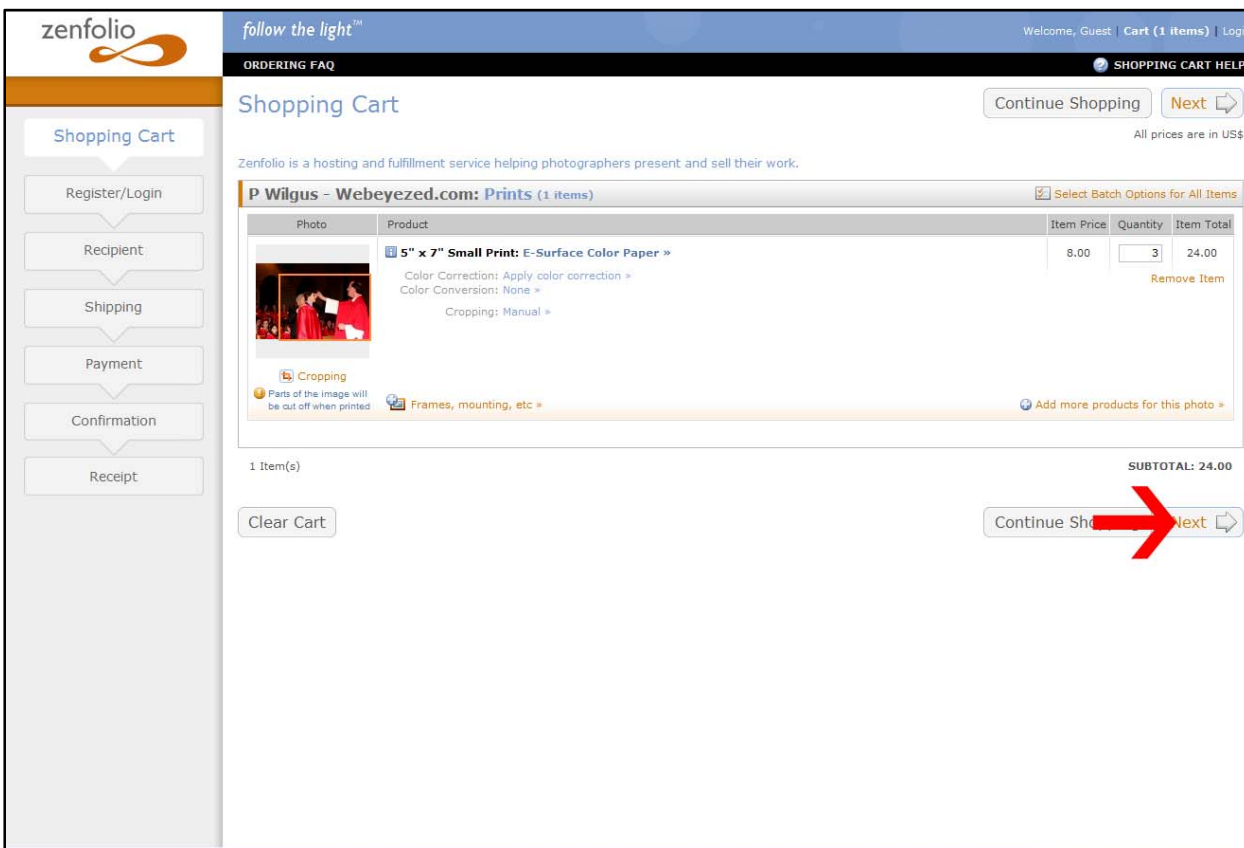 zenfolio
follow the light™
Welcome, Guest | Cart (1 items) | Logi
ORDERING FAQ
SHOPPING CART HELP
Shopping Cart
Continue Shopping
Next
All prices are in US$
Shopping Cart
Register/Login
Recipient
Shipping
Payment
Confirmation
Receipt
Zenfolio is a hosting and fulfillment service helping photographers present and sell their work.
P Wilgus - Webeyezed.com: Prints (1 items)
Select Batch Options for All Items
Photo Product Item Price Quantity Item Total
5" x 7" Small Print: E-Surface Color Paper » 8.00 3 24.00
Color Correction: Apply color correction »
Remove Item
Color Conversion: None »
Cropping: Manual »
Cropping
Parts of the image will
be cut off when printed
Frames, mounting, etc »
Add more products for this photo »
1 Item(s)
SUBTOTAL: 24.00
Clear Cart
Continue Sho
Next